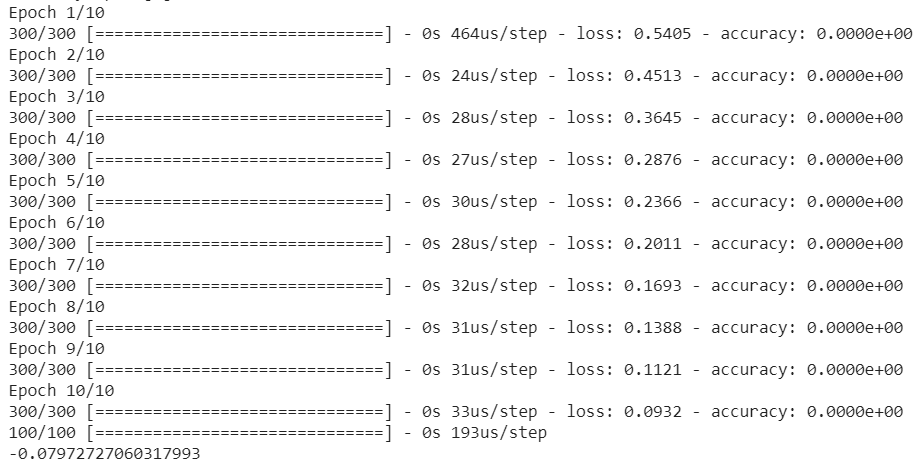 Epoch 1/10
300/300 [==============================] - 0s 464us/step - loss: 0.5405 - accuracy: 0.0000e+00
Epoch 2/10
300/300 [==============================] - 0s 24us/step - loss: 0.4513 - accuracy: 0.0000e+00
Epoch 3/10
300/300 [==============================] - 0s 28us/step - loss: 0.3645 - accuracy: 0.0000e+00
Epoch 4/10
300/300 [==============================] - 0s 27us/step - loss: 0.2876 - accuracy: 0.0000e+00
Epoch 5/10
300/300 [==============================] - 0s 30us/step - loss: 0.2366 - accuracy: 0.0000e+00
Epoch 6/10
300/300 [==============================] - 0s 28us/step - loss: 0.2011 - accuracy: 0.0000e+00
Epoch 7/10
300/300 [==============================] - 0s 32us/step - loss: 0.1693 - accuracy: 0.0000e+00
Epoch 8/10
300/300 [==============================] - 0s 31us/step - loss: 0.1388 - accuracy: 0.0000e+00
Epoch 9/10
300/300 [==============================] - 0s 31us/step - loss: 0.1121 - accuracy: 0.0000e+00
Epoch 10/10
300/300 [==============================] - 0s 33us/step - loss: 0.0932 - accuracy: 0.0000e+00
100/100 [==============================] - 0s 193us/step
-0.07972727060317993